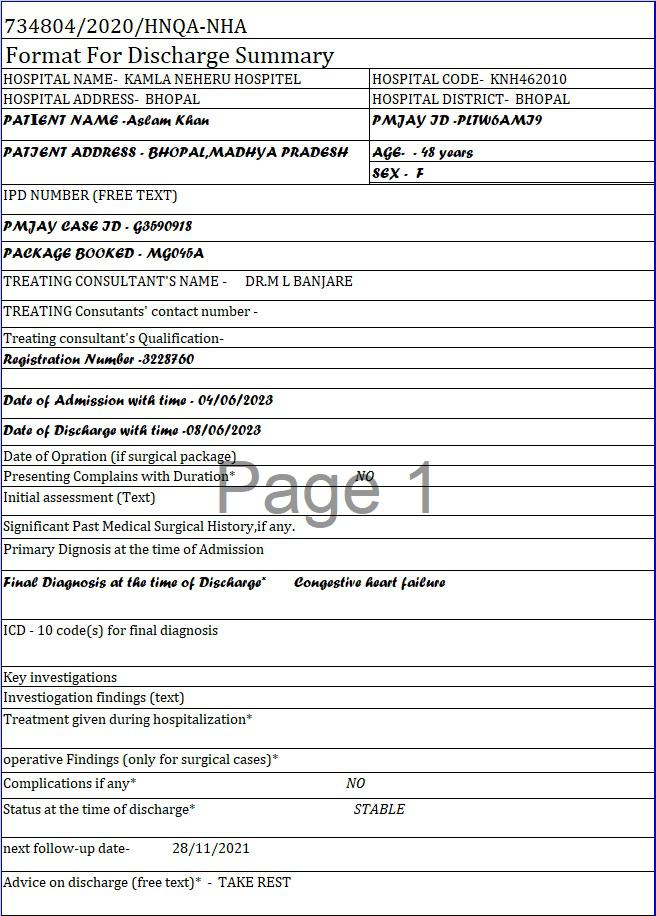 734804/2020/HNQA-NHA
Format For Discharge Summary
HOSPITAL NAME- KAMLA NEHERU HOSPITEL HOSPITAL CODE- KNH462010
HOSPITAL ADDRESS- BHOPAL HOSPITAL DISTRICT- BHOPAL
PATIENT NAME -Aslam Khan PMJAY ID -PLTW6AMI9
PATIENT ADDRESS - BHOPAL,MADHYA PRADESH AGE- - 48 years
SEX - F
IPD NUMBER (FREE TEXT)
PMJAY CASE ID - G3590918
PACKAGE BOOKED - MG045A
TREATING CONSULTANT'S NAME - DR.M L BANJARE
TREATING Consutants' contact number -
Treating consultant's Qualification-
Registration Number -3228760
Date of Admission with time - 04/06/2023
Date of Discharge with time -08/06/2023
Date of Opration (if surgical package)
Presenting Complains with Duration* NO
Page 1
Initial assessment (Text)
Significant Past Medical Surgical History,if any.
Primary Dignosis at the time of Admission
Final Diagnosis at the time of Discharge* Congestive heart failure
ICD - 10 code(s) for final diagnosis
Key investigations
Investiogation findings (text)
Treatment given during hospitalization*
operative Findings (only for surgical cases)*
Complications if any* NO
Status at the time of discharge* STABLE
next follow-up date- 28/11/2021
Advice on discharge (free text)* - TAKE REST